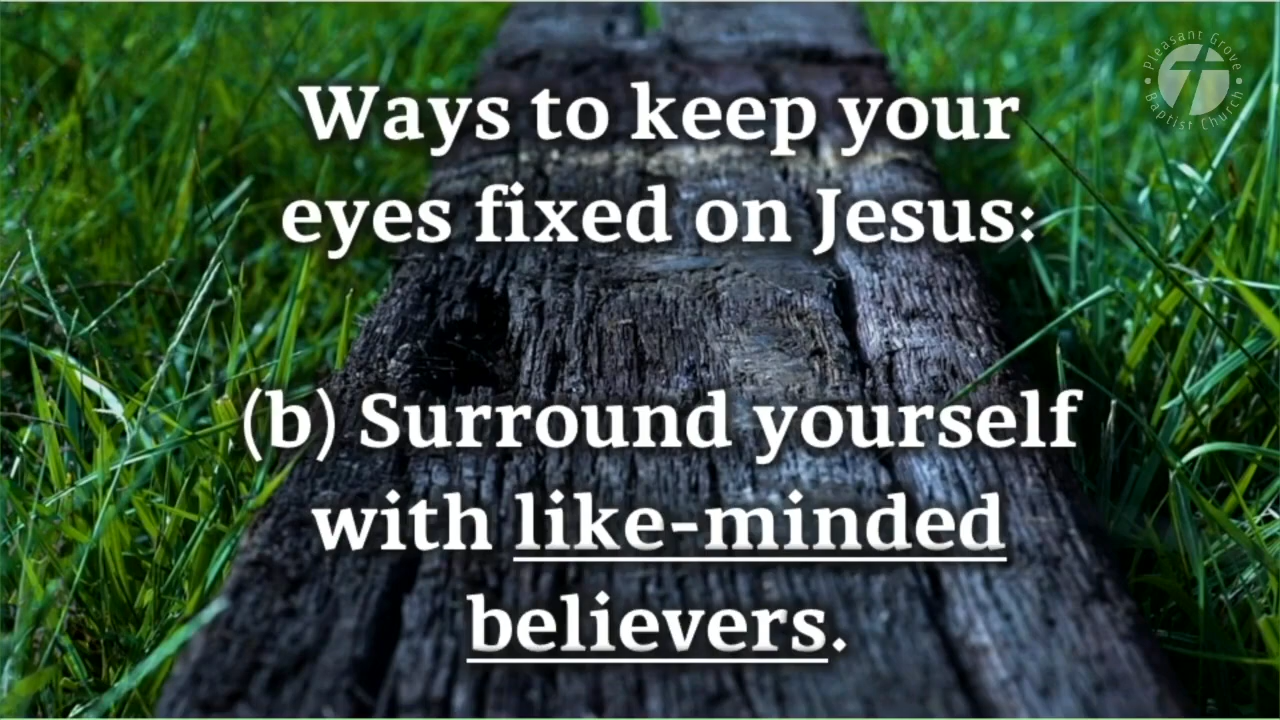 Pleasant Grove
Baptist Church
Ways to keep your
eyes fixed on Jesus:
(b) Surround yourself
with like-minded
believers.